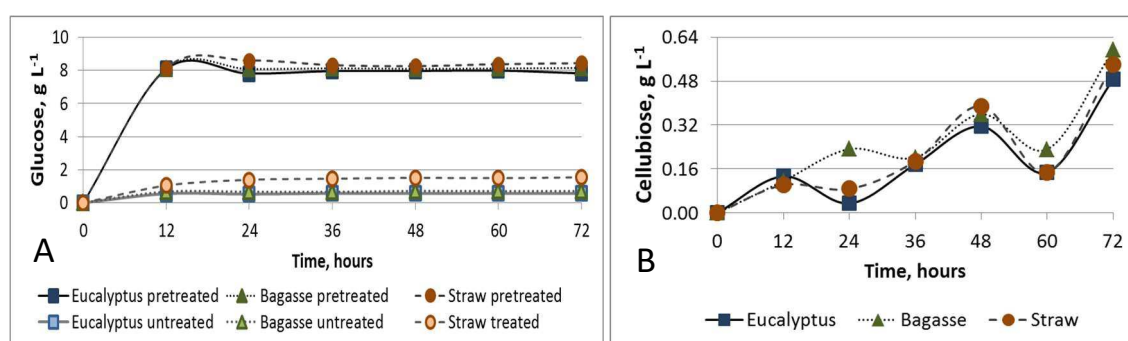 Glucose, g L⁻¹
10
8
6
4
2
0
0 12 24 36 48 60 72
Time, hours
A
Eucalyptus pretreated Bagasse pretreated Straw pretreated
Eucalyptus untreated Bagasse untreated Straw treated
Cellubiose, g L⁻¹
0.64
0.48
0.32
0.16
0.00
0 12 24 36 48 60 72
Time, hours
B
Eucalyptus Bagasse Straw